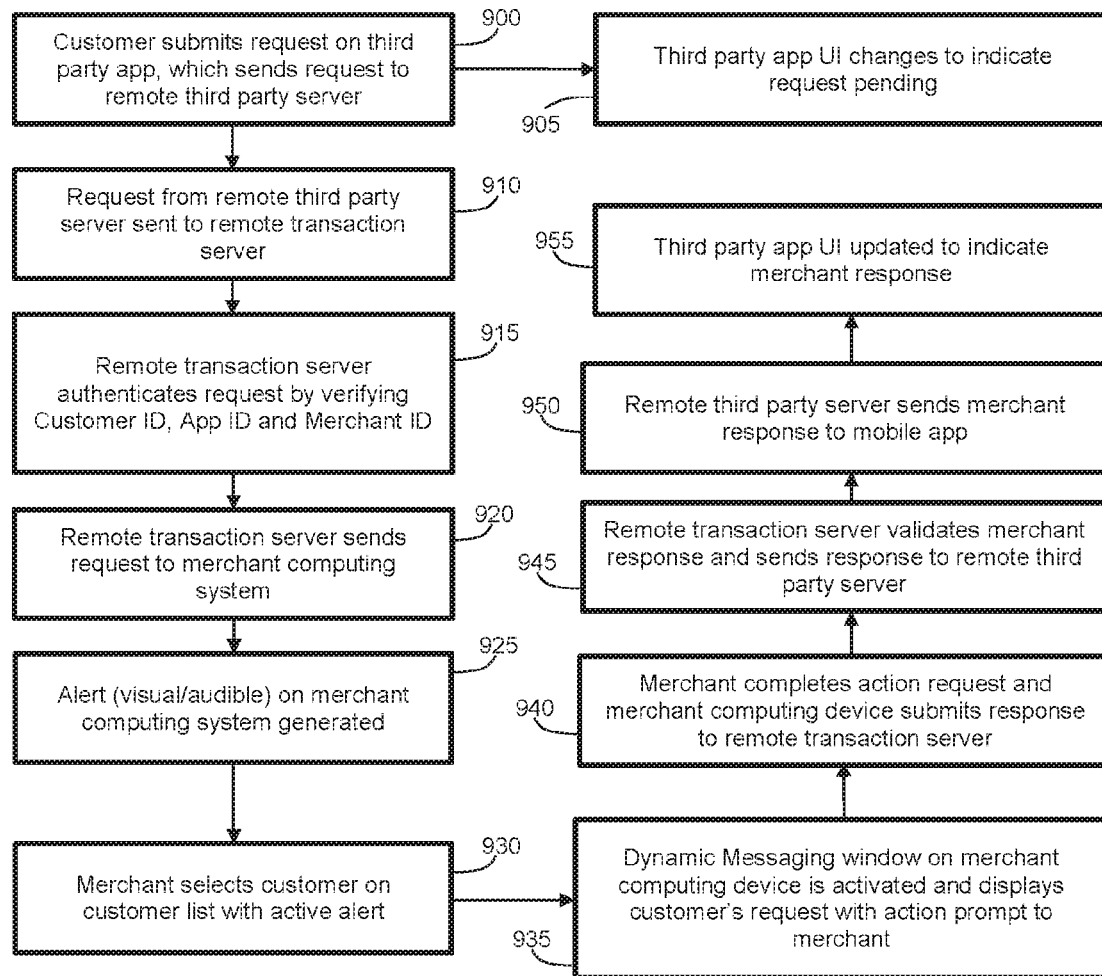 900
Customer submits request on third
party app, which sends request to
remote third party server
Third party app UI changes to indicate
request pending
905
910
Request from remote third party
server sent to remote transaction
server
915
Remote transaction server
authenticates request by verifying
Customer ID, App ID and Merchant ID
920
Remote transaction server sends
request to merchant computing
system
925
Alert (visual/audible) on merchant
computing system generated
930
Merchant selects customer on
customer list with active alert
Dynamic Messaging window on merchant
computing device is activated and displays
customer's request with action prompt to
merchant
935
Merchant completes action request and
merchant computing device submits response
to remote transaction server
940
Remote transaction server validates
merchant response and sends response to remote third
party server
945
Remote third party server sends merchant
response to mobile app
950
955
Third party app UI updated to indicate
merchant response